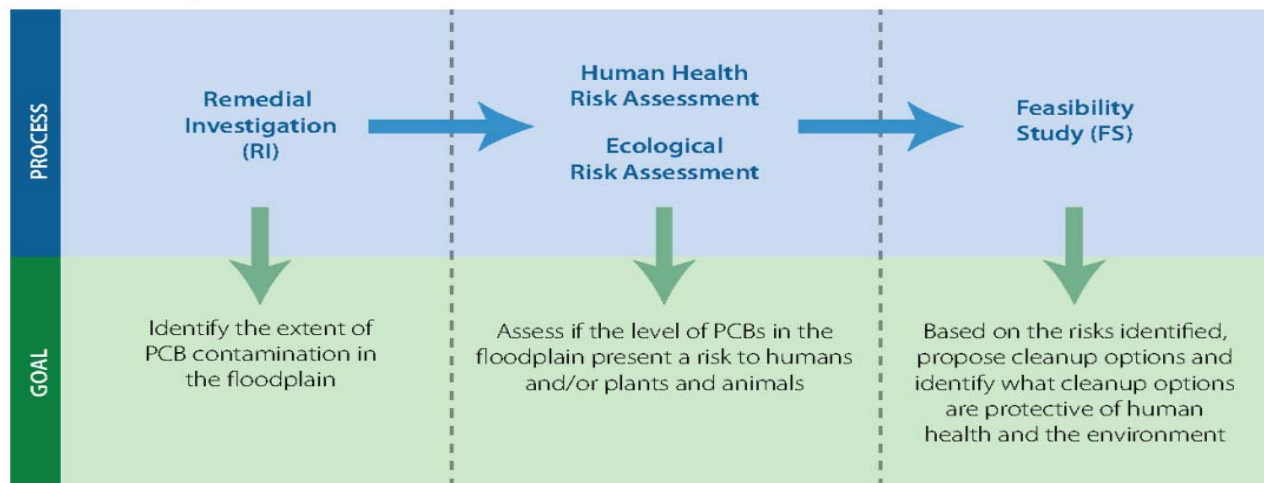 PROCESS
Remedial
Investigation
(RI)
Human Health
Risk Assessment
Ecological
Risk Assessment
Feasibility
Study (FS)
GOAL
Identify the extent of
PCB contamination in
the floodplain
Assess if the level of PCBs in the
floodplain present a risk to humans
and/or plants and animals
Based on the risks identified,
propose cleanup options and
identify what cleanup options
are protective of human
health and the environment